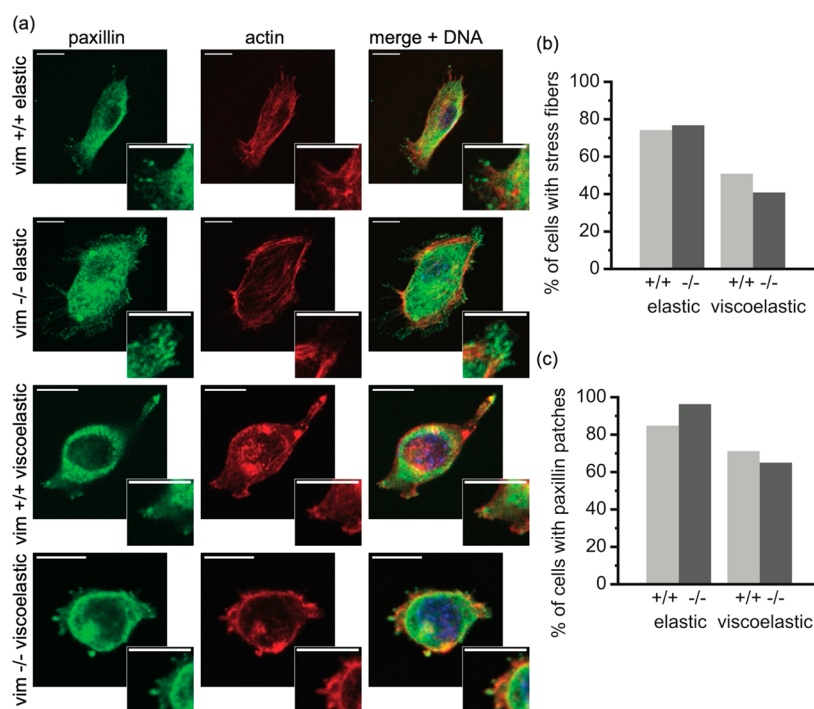 (a)
paxillin
actin
merge + DNA
vim +/+ elastic
vim -/- elastic
vim +/+ viscoelastic
vim -/- viscoelastic
(b)
% of cells with stress fibers
100
80
60
40
20
0
+/+ -/- +/+ -/-
elastic viscoelastic
(c)
% of cells with paxillin patches
100
80
60
40
20
0
+/+ -/- +/+ -/-
elastic viscoelastic